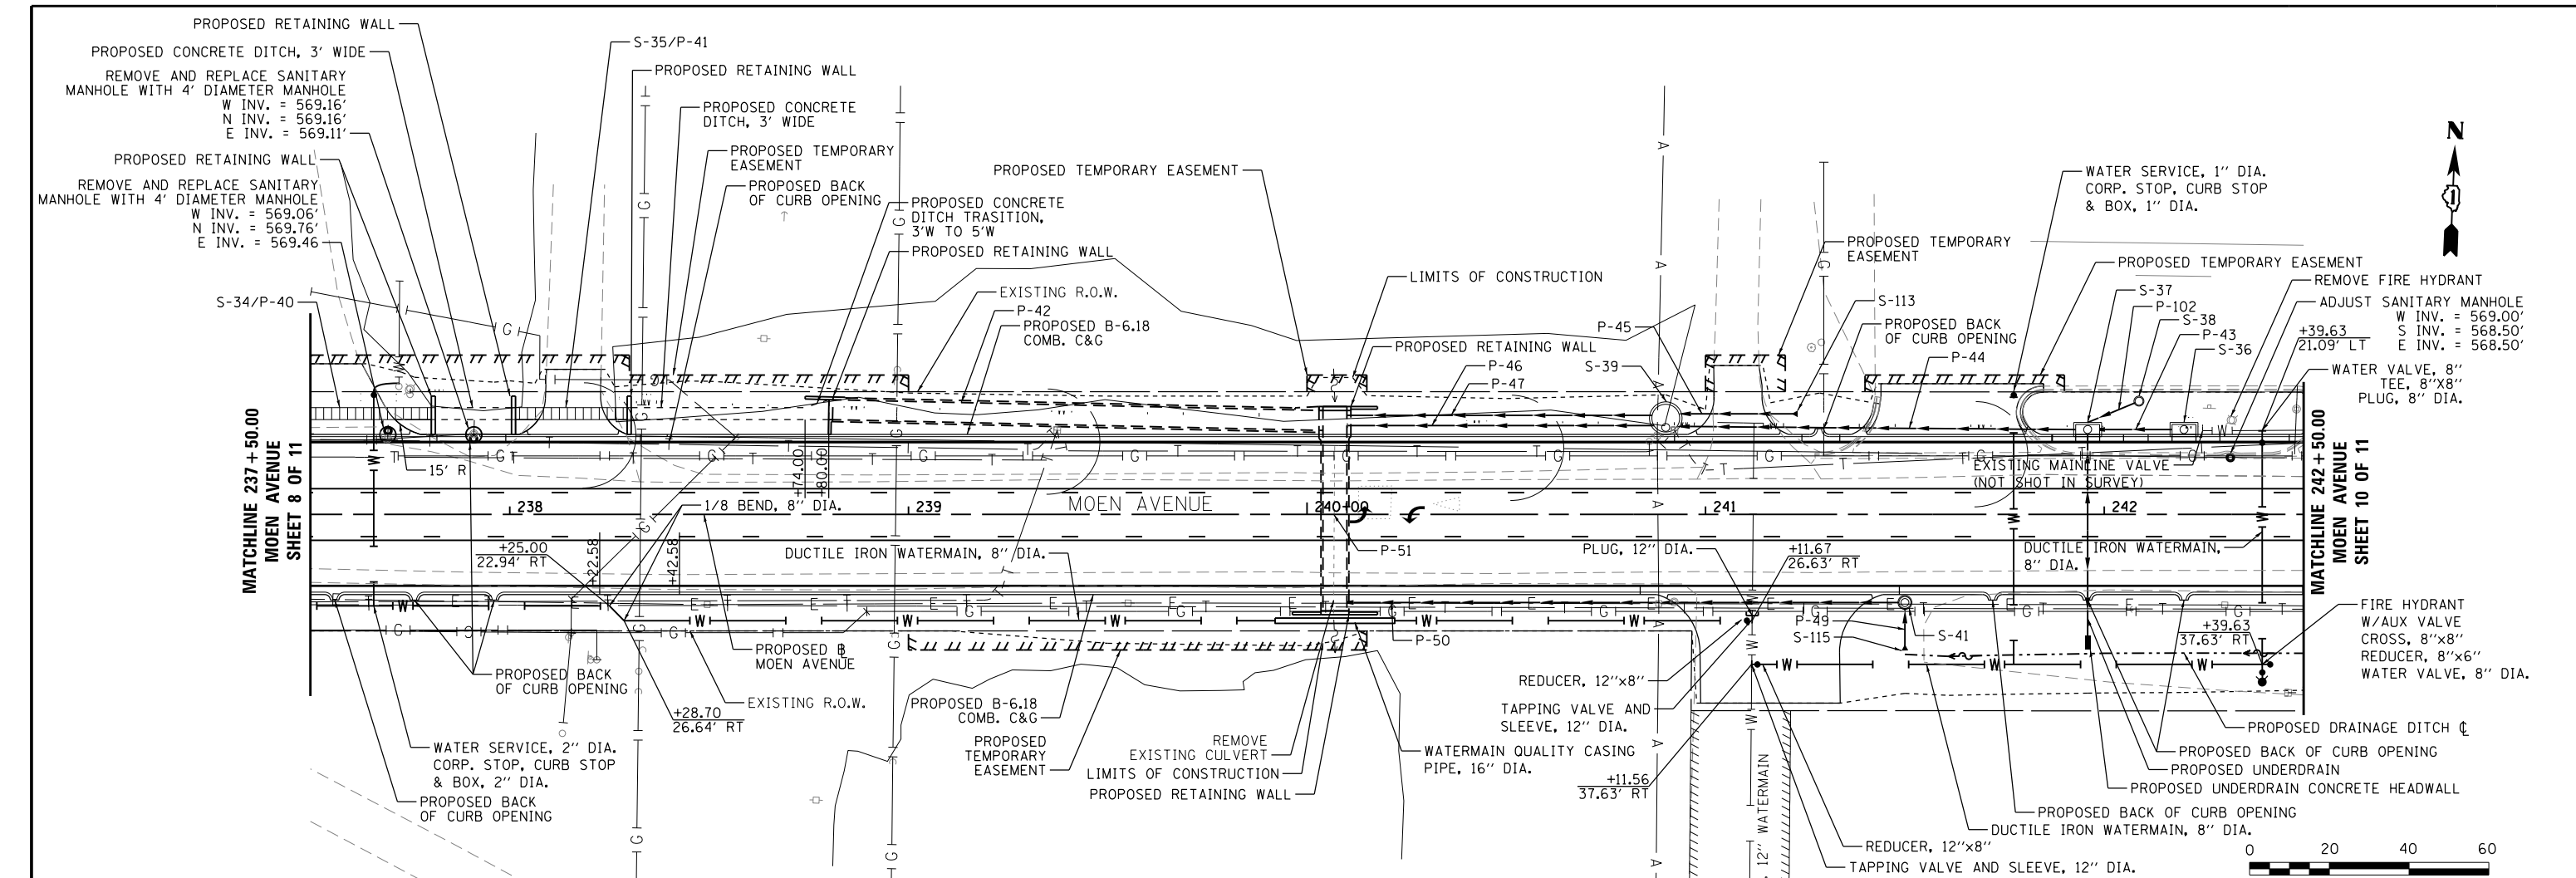 PROPOSED RETAINING WALL
PROPOSED CONCRETE DITCH, 3' WIDE
REMOVE AND REPLACE SANITARY
MANHOLE WITH 4' DIAMETER MANHOLE
W INV. = 569.16'
N INV. = 569.16'
E INV. = 569.11'
PROPOSED RETAINING WALL
REMOVE AND REPLACE SANITARY
MANHOLE WITH 4' DIAMETER MANHOLE
W INV. = 569.06'
N INV. = 569.76'
E INV. = 569.46
S-34/P-40
S-35/P-41
PROPOSED RETAINING WALL
PROPOSED CONCRETE
DITCH, 3' WIDE
PROPOSED TEMPORARY
EASEMENT
PROPOSED BACK
OF CURB OPENING
PROPOSED CONCRETE
DITCH TRASITION,
3'W TO 5'W
PROPOSED RETAINING WALL
EXISTING R.O.W.
P-42
PROPOSED B-6.18
COMB. C&G
PROPOSED TEMPORARY EASEMENT
LIMITS OF CONSTRUCTION
PROPOSED RETAINING WALL
P-46
P-47
P-45
S-39
PROPOSED TEMPORARY
EASEMENT
S-113
PROPOSED BACK
OF CURB OPENING
P-44
WATER SERVICE, 1" DIA.
CORP. STOP, CURB STOP
& BOX, 1" DIA.
PROPOSED TEMPORARY EASEMENT
S-37
P-102
S-38
P-43
S-36
REMOVE FIRE HYDRANT
ADJUST SANITARY MANHOLE
W INV. = 569.00'
S INV. = 568.50'
E INV. = 568.50'
+39.63
21.09' LT
WATER VALVE, 8"
TEE, 8"X8"
PLUG, 8" DIA.
N
1
MATCHLINE 237+50.00
MOEN AVENUE
SHEET 8 OF 11
15' R
+74.00
+80.00
EXISTING MAINLINE VALVE
(NOT SHOT IN SURVEY)
MATCHLINE 242+50.00
MOEN AVENUE
SHEET 10 OF 11
238
1/8 BEND, 8" DIA.
239
MOEN AVENUE
240+00
241
242
+25.00
22.94' RT
+22.58
+42.58
DUCTILE IRON WATERMAIN, 8" DIA.
P-51
PLUG, 12" DIA.
+11.67
26.63' RT
DUCTILE IRON WATERMAIN,
8" DIA.
PROPOSED BACK
OF CURB OPENING
PROPOSED ℄
MOEN AVENUE
P-50
P-49
S-115
S-41
+39.63
37.63' RT
FIRE HYDRANT
W/AUX VALVE
CROSS, 8"x8"
REDUCER, 8"x6"
WATER VALVE, 8" DIA.
+28.70
26.64' RT
EXISTING R.O.W.
PROPOSED B-6.18
COMB. C&G
PROPOSED
TEMPORARY
EASEMENT
REMOVE
EXISTING CULVERT
LIMITS OF CONSTRUCTION
PROPOSED RETAINING WALL
WATERMAIN QUALITY CASING
PIPE, 16" DIA.
REDUCER, 12"x8"
TAPPING VALVE AND
SLEEVE, 12" DIA.
+11.56
37.63' RT
12" WATERMAIN
WATER SERVICE, 2" DIA.
CORP. STOP, CURB STOP
& BOX, 2" DIA.
PROPOSED BACK
OF CURB OPENING
PROPOSED DRAINAGE DITCH ℄
PROPOSED BACK OF CURB OPENING
PROPOSED UNDERDRAIN
PROPOSED UNDERDRAIN CONCRETE HEADWALL
PROPOSED BACK OF CURB OPENING
DUCTILE IRON WATERMAIN, 8" DIA.
REDUCER, 12"x8"
TAPPING VALVE AND SLEEVE, 12" DIA.
0 20 40 60